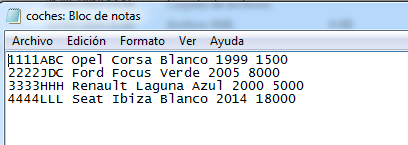 coches: Bloc de notas
Archivo Edición Formato Ver Ayuda
1111ABC Opel Corsa Blanco 1999 1500
2222JDC Ford Focus Verde 2005 8000
3333HHH Renault Laguna Azul 2000 5000
4444LLL Seat Ibiza Blanco 2014 18000